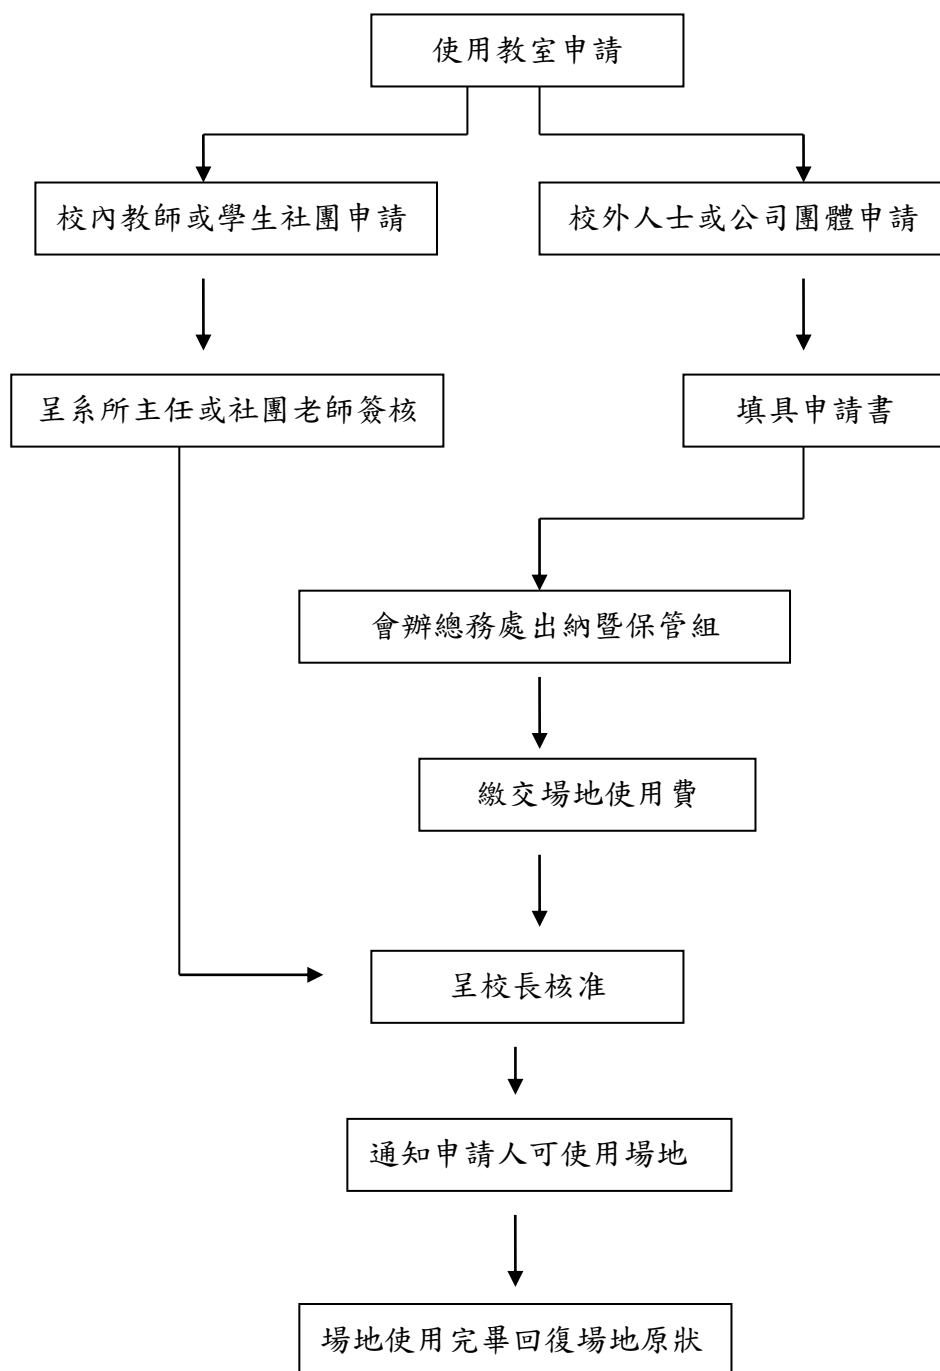 使用教室申請
校內教師或學生社團申請
校外人士或公司團體申請
呈系所主任或社團老師簽核
填具申請書
會辦總務處出納暨保管組
繳交場地使用費
呈校長核准
通知申請人可使用場地
場地使用完畢回復場地原狀